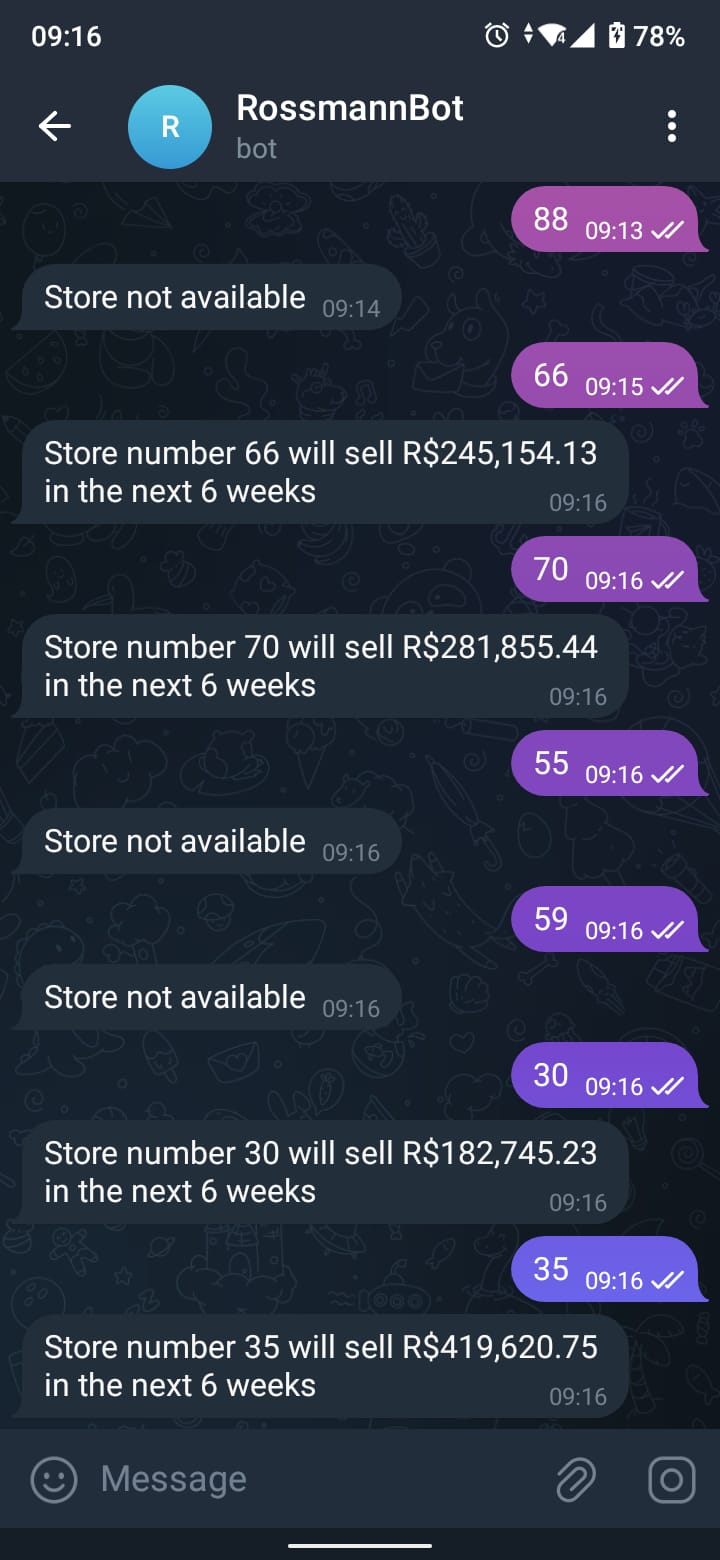 09:16
4
78%
R
RossmannBot
bot
88 09:13
Store not available 09:14
66 09:15
Store number 66 will sell R$245,154.13
in the next 6 weeks
09:16
70 09:16
Store number 70 will sell R$281,855.44
in the next 6 weeks
09:16
55 09:16
Store not available 09:16
59 09:16
Store not available 09:16
30 09:16
Store number 30 will sell R$182,745.23
in the next 6 weeks
09:16
35 09:16
Store number 35 will sell R$419,620.75
in the next 6 weeks
09:16
Message